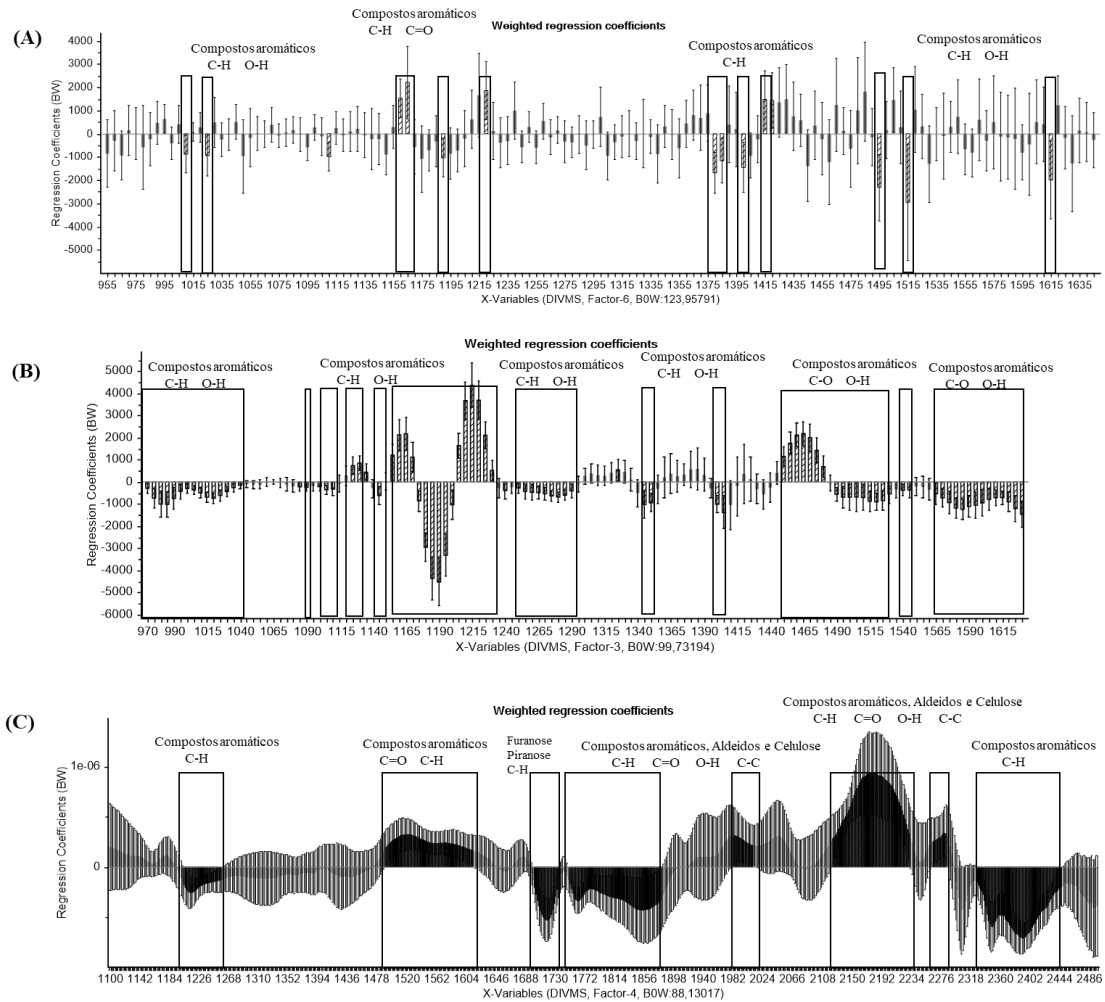 (A)
Compostos aromáticos
C-H C=O
Weighted regression coefficients
Compostos aromáticos
C-H O-H
Compostos aromáticos
C-H
Compostos aromáticos
C-H O-H
Regression Coefficients (BW)
4000
3000
2000
1000
0
-1000
-2000
-3000
-4000
-5000
955 975 995 1015 1035 1055 1075 1095 1115 1135 1155 1175 1195 1215 1235 1255 1275 1295 1315 1335 1355 1375 1395 1415 1435 1455 1475 1495 1515 1535 1555 1575 1595 1615 1635
X-Variables (DIVMS, Factor-6, B0W:123,95791)
(B)
Weighted regression coefficients
Compostos aromáticos
C-H O-H
Compostos aromáticos
C-H O-H
Compostos aromáticos
C-H O-H
Compostos aromáticos
C-H O-H
Compostos aromáticos
C-O O-H
Compostos aromáticos
C-O O-H
Regression Coefficients (BW)
5000
4000
3000
2000
1000
0
-1000
-2000
-3000
-4000
-5000
-6000
970 990 1015 1040 1065 1090 1115 1140 1165 1190 1215 1240 1265 1290 1315 1340 1365 1390 1415 1440 1465 1490 1515 1540 1565 1590 1615
X-Variables (DIVMS, Factor-3, B0W:99,73194)
(C)
Weighted regression coefficients
Compostos aromáticos
C-H
Compostos aromáticos
C=O C-H
Furanose
Piranose
C-H
Compostos aromáticos, Aldeidos e Celulose
C-H C=O O-H C-C
Compostos aromáticos, Aldeidos e Celulose
C-H C=O O-H C-C
Compostos aromáticos
C-H
Regression Coefficients (BW)
1e-06
0
1100 1142 1184 1226 1268 1310 1352 1394 1436 1478 1520 1562 1604 1646 1688 1730 1772 1814 1856 1898 1940 1982 2024 2066 2108 2150 2192 2234 2276 2318 2360 2402 2444 2486
X-Variables (DIVMS, Factor-4, B0W:88,13017)